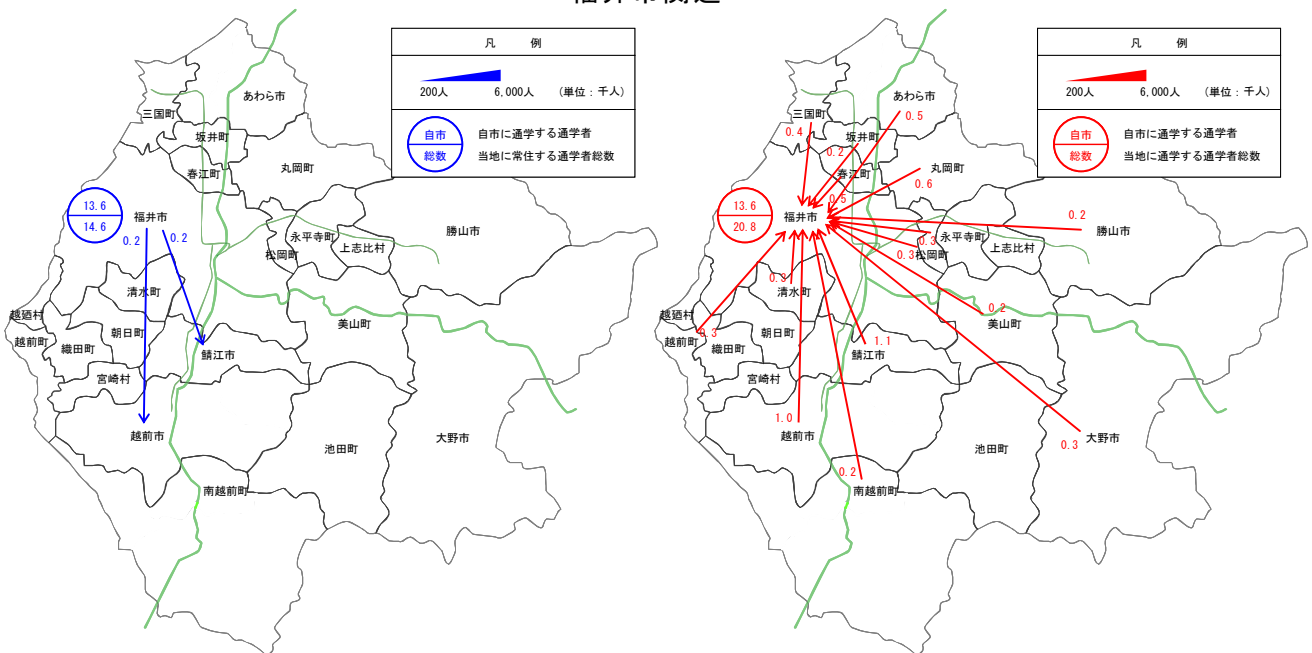 凡　例
200人　6,000人　(単位：千人)
自市　自市に通学する通学者
総数　当地に常住する通学者総数
あわら市
三国町
坂井町
春江町
丸岡町
13.6
14.6
福井市
0.2　0.2
永平寺町
上志比村
勝山市
松岡町
清水町
越廼村
越前町
朝日町
織田町
美山町
鯖江市
宮崎村
越前市
池田町
大野市
南越前町
凡　例
200人　6,000人　(単位：千人)
自市　自市に通学する通学者
総数　当地に通学する通学者総数
あわら市
三国町
0.5
0.4
坂井町
0.2
春江町
丸岡町
0.6
0.5
13.6
20.8
福井市
0.2
勝山市
永平寺町
0.3
上志比村
0.3
松岡町
0.3
清水町
0.2
越廼村
美山町
0.3
越前町
朝日町
織田町
1.1
鯖江市
宮崎村
1.0
越前市
池田町
0.3
大野市
0.2
南越前町